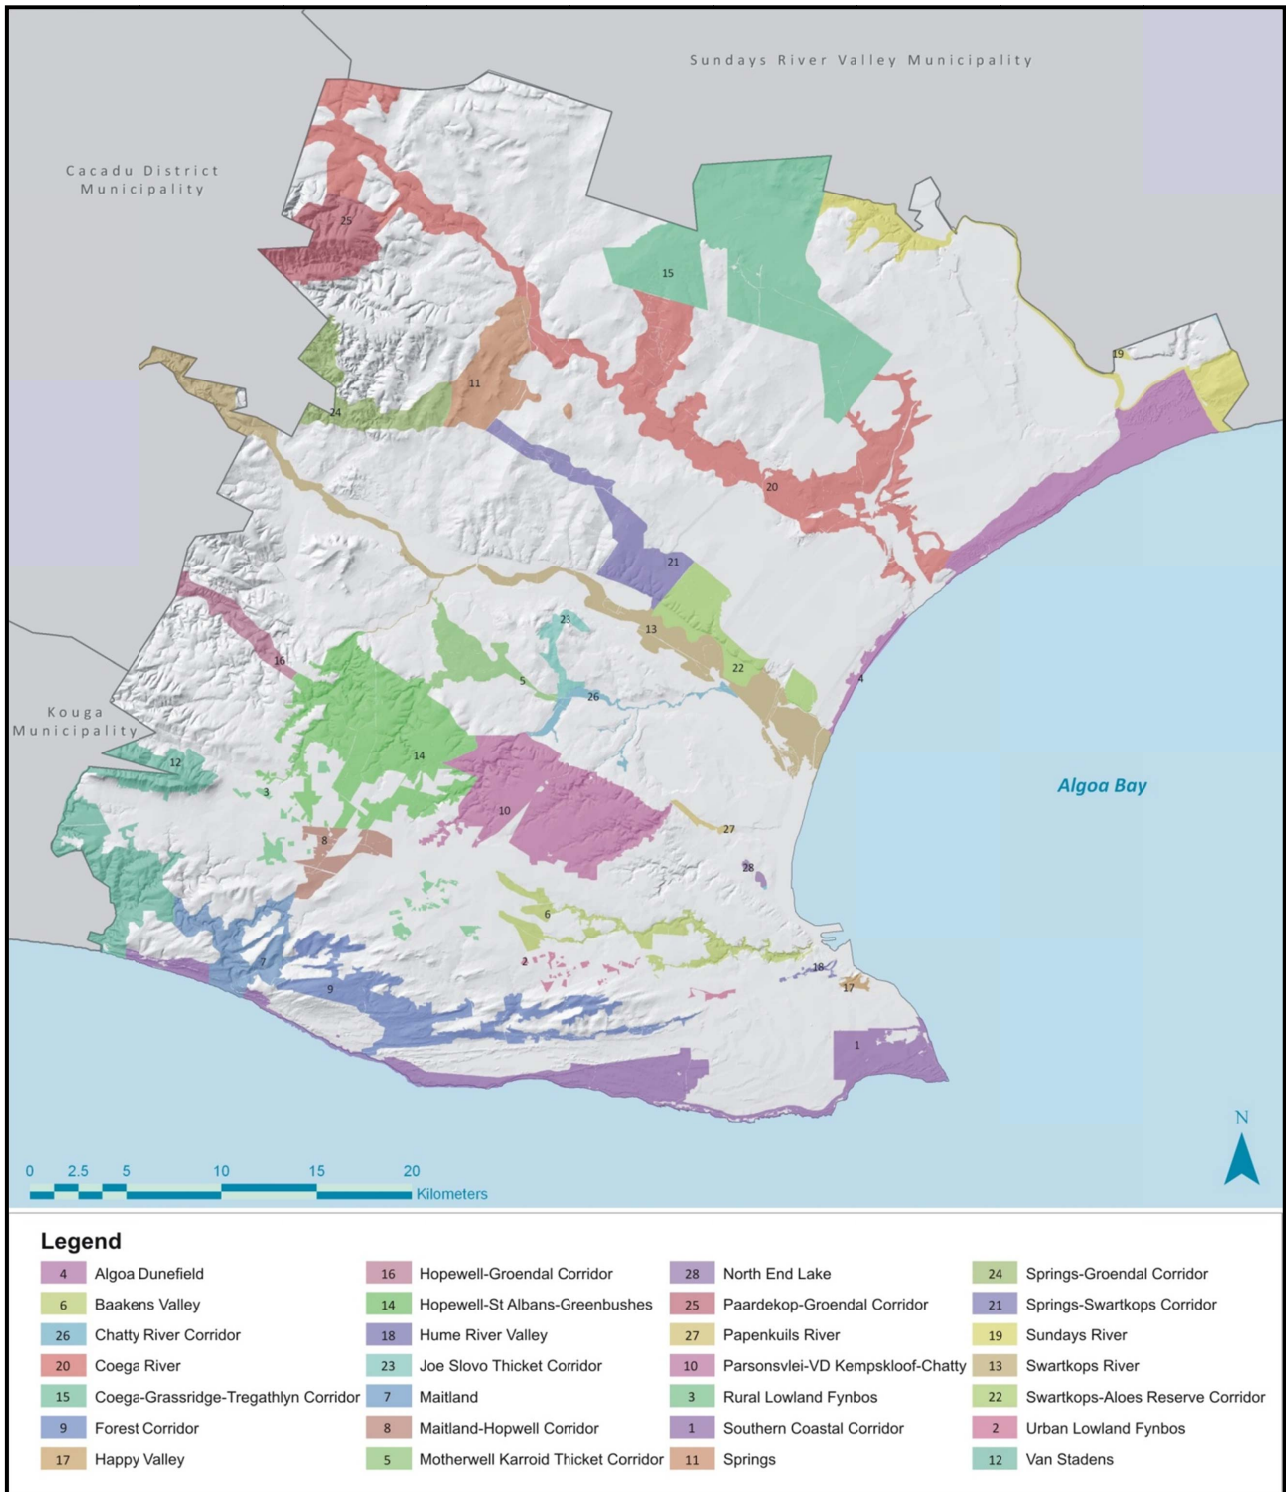 Sundays River Valley Municipality
Cacadu District
Municipality
25
15
19
11
24
20
21
13
23
22
16
5
26
4
Kouga
Municipality
12
14
3
Algoa Bay
10
8
27
28
6
2
7
18
9
17
1
N
0 2.5 5 10 15 20
Kilometers
Legend
4 Algoa Dunefield
6 Baakens Valley
26 Chatty River Corridor
20 Coega River
15 Coega-Grassridge-Tregathlyn Corridor
9 Forest Corridor
17 Happy Valley
16 Hopewell-Groendal Corridor
14 Hopewell-St Albans-Greenbushes
18 Hume River Valley
23 Joe Slovo Thicket Corridor
7 Maitland
8 Maitland-Hopwell Corridor
5 Motherwell Karroid Thicket Corridor
28 North End Lake
25 Paardekop-Groendal Corridor
27 Papenkuils River
10 Parsonsvlei-VD Kempskloof-Chatty
3 Rural Lowland Fynbos
1 Southern Coastal Corridor
11 Springs
24 Springs-Groendal Corridor
21 Springs-Swartkops Corridor
19 Sundays River
13 Swartkops River
22 Swartkops-Aloes Reserve Corridor
2 Urban Lowland Fynbos
12 Van Stadens